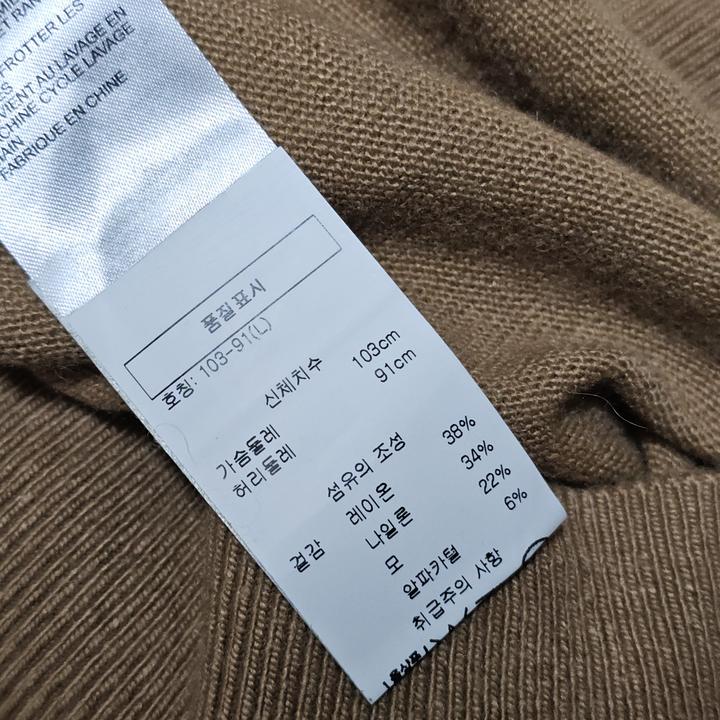 ET RAN
FROTTER LES
VIENT AU LAVAGE EN
CHINE CYCLE LAVAGE
MAIN
FABRIQUE EN CHINE
품질표시
호칭: 103-91(L)
신체치수
가슴둘레 103cm
허리둘레 91cm
섬유의 조성
겉감 레이온 38%
나일론 34%
모 22%
알파카털 6%
취급주의 사항